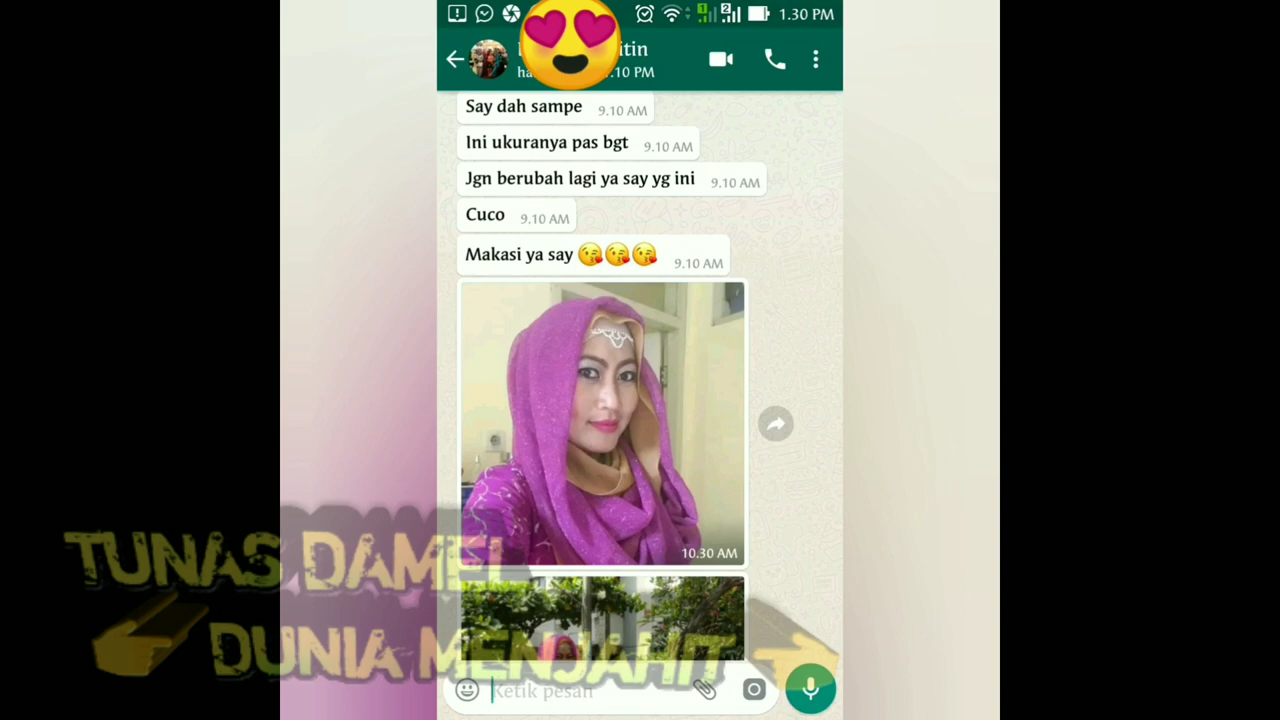 1.30 PM
itin
ha .10 PM
Say dah sampe 9.10 AM
Ini ukuranya pas bgt 9.10 AM
Jgn berubah lagi ya say yg ini 9.10 AM
Cuco 9.10 AM
Makasi ya say 😘😘😘 9.10 AM
10.30 AM
TUNAS DAMEI
DUNIA MENJAHIT
Ketik pesan